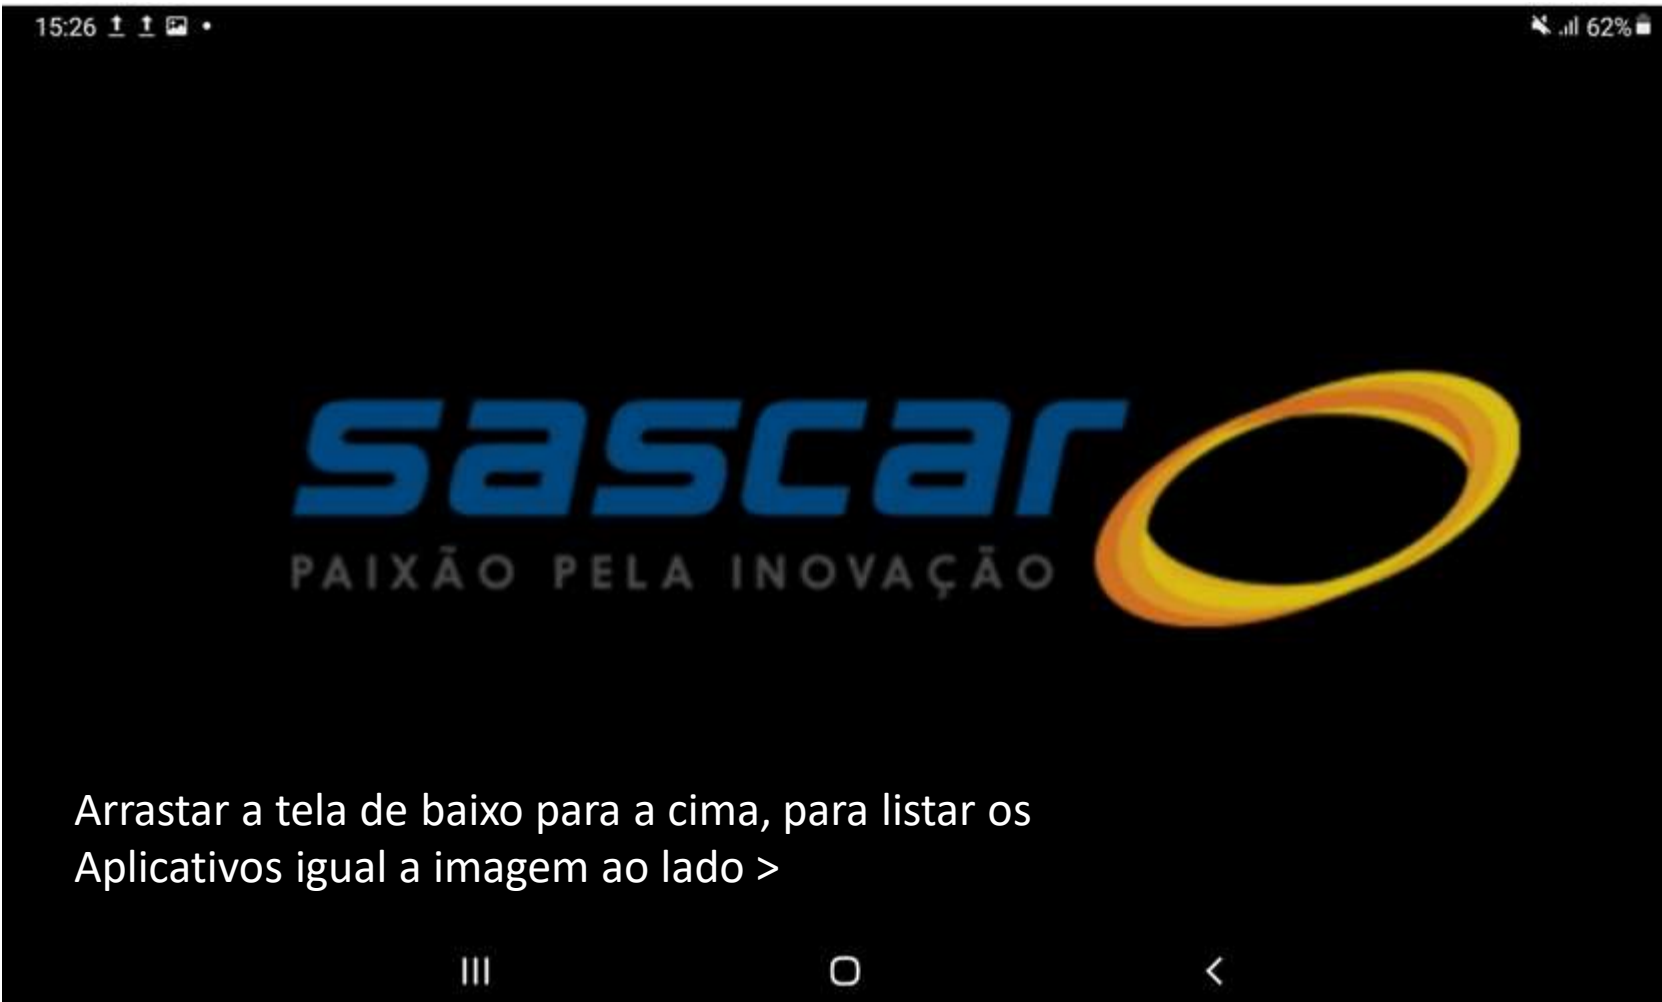 15:26
62%
sascar
PAIXÃO PELA INOVAÇÃO
Arrastar a tela de baixo para a cima, para listar os
Aplicativos igual a imagem ao lado >